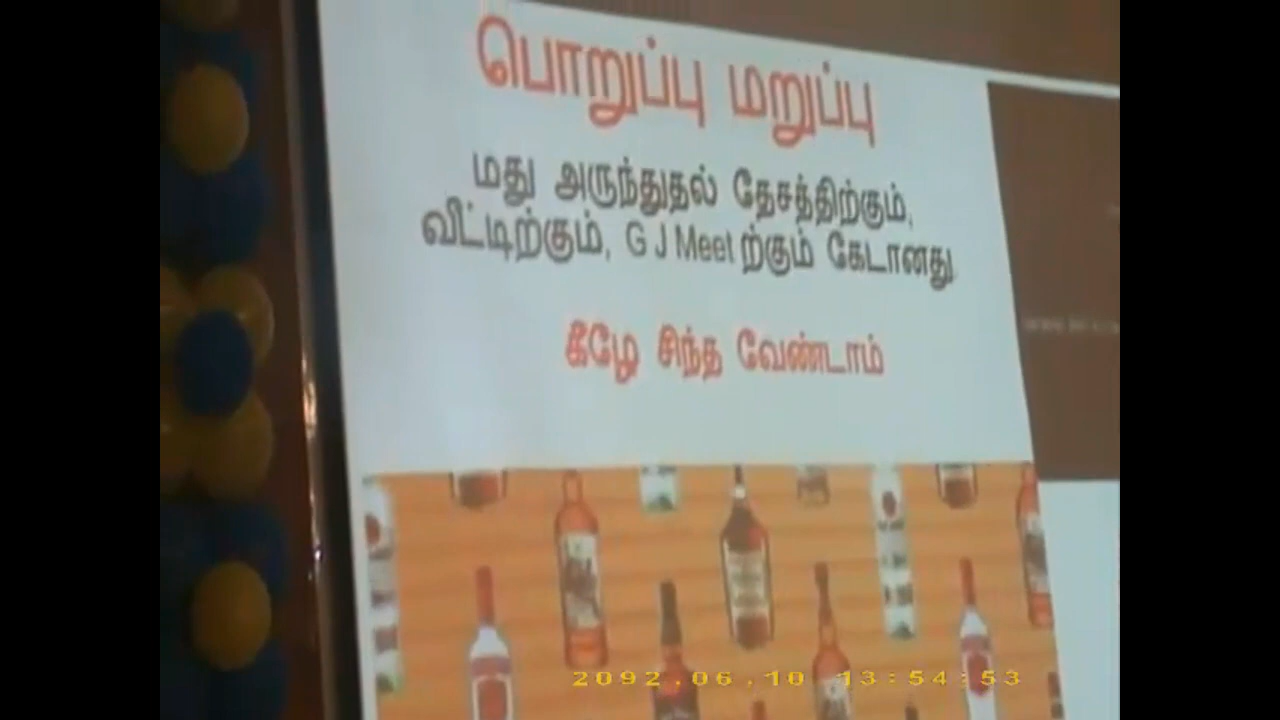 பொறுப்பு மறுப்பு
மது அருந்துதல் தேசத்திற்கும்,
வீட்டிற்கும், G J Meet ற்கும் கேடானது.
கீழே சிந்த வேண்டாம்
2092.06.10 13:54:53